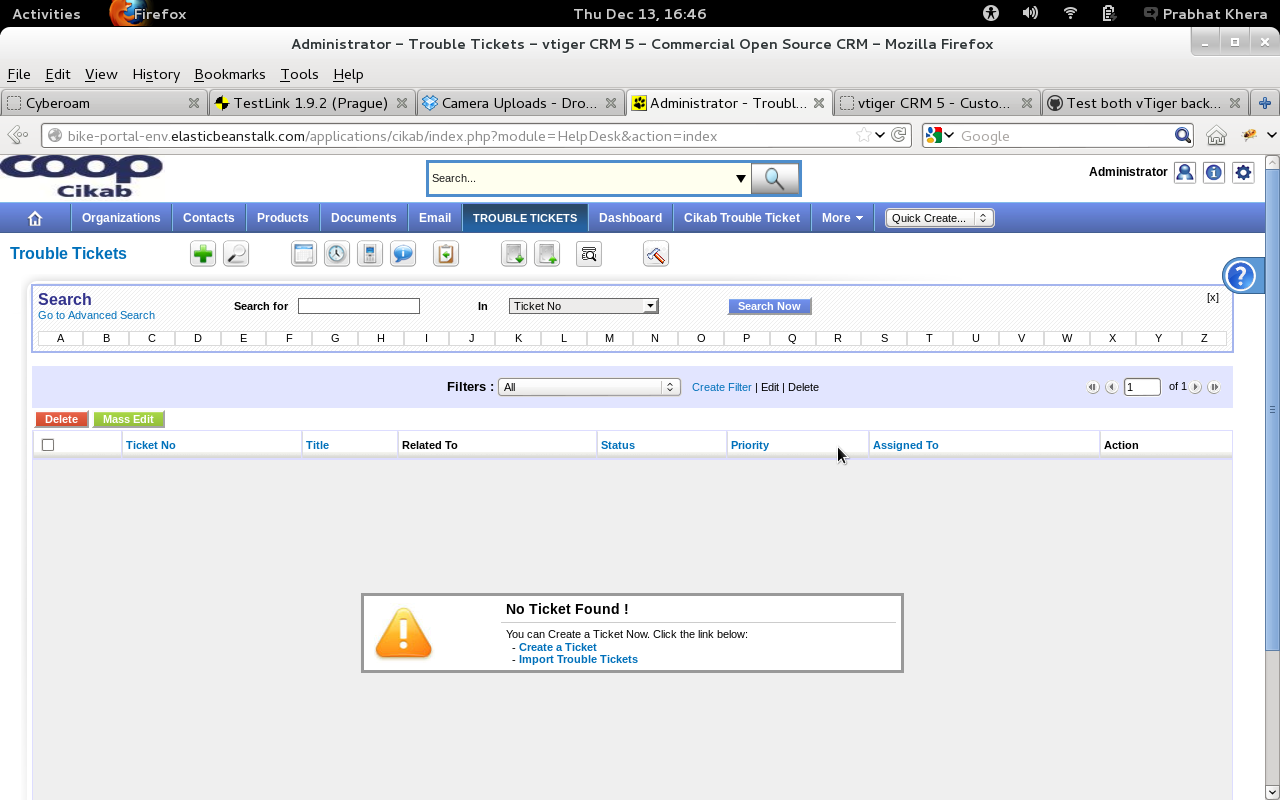 Activities Firefox Thu Dec 13, 16:46 Prabhat Khera
Administrator – Trouble Tickets – vtiger CRM 5 – Commercial Open Source CRM – Mozilla Firefox
File Edit View History Bookmarks Tools Help
Cyberoam TestLink 1.9.2 (Prague) Camera Uploads - Dro... Administrator - Troubl... vtiger CRM 5 - Custo... Test both vTiger back...
bike-portal-env.elasticbeanstalk.com/applications/cikab/index.php?module=HelpDesk&action=index Google
coop
Cikab
Search...
Administrator
Organizations Contacts Products Documents Email TROUBLE TICKETS Dashboard Cikab Trouble Ticket More Quick Create...
Trouble Tickets
?
Search
Go to Advanced Search
Search for In Ticket No Search Now [x]
A B C D E F G H I J K L M N O P Q R S T U V W X Y Z
Filters : All Create Filter | Edit | Delete 1 of 1
Delete Mass Edit
Ticket No Title Related To Status Priority Assigned To Action
No Ticket Found !
You can Create a Ticket Now. Click the link below:
- Create a Ticket
- Import Trouble Tickets